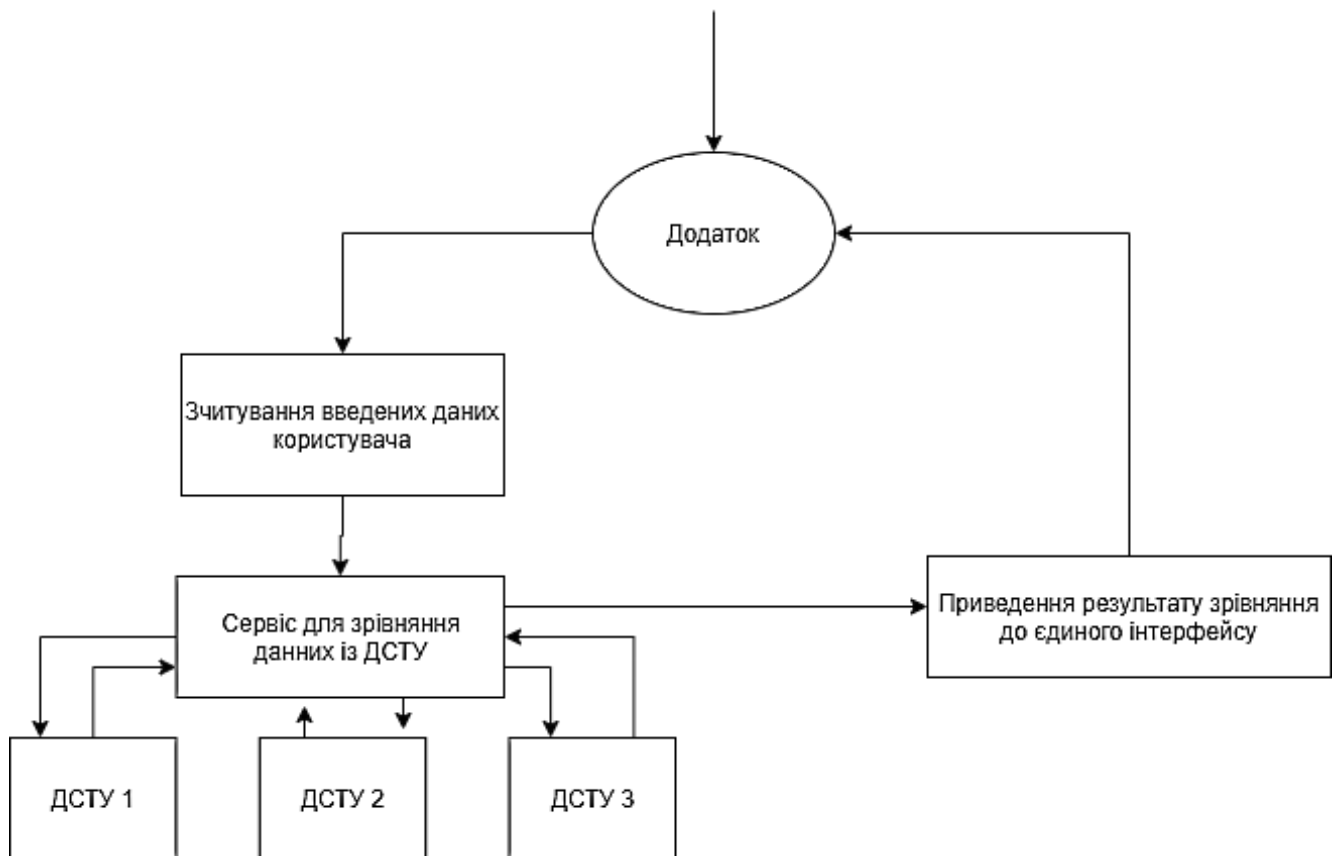 Додаток
Зчитування введених даних
користувача
Сервіс для зрівняння
данних із ДСТУ
Приведення результату зрівняння
до єдиного інтерфейсу
ДСТУ 1
ДСТУ 2
ДСТУ 3